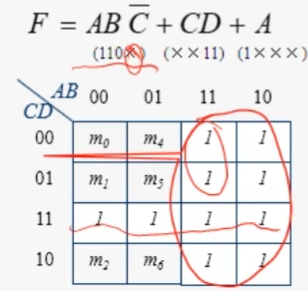 F = AB C̅ + CD + A
(110×) (××11) (1×××)
AB 00 01 11 10
CD
00 m₀ m₄ 1 1
01 m₁ m₅ 1 1
11 1 1 1 1
10 m₂ m₆ 1 1